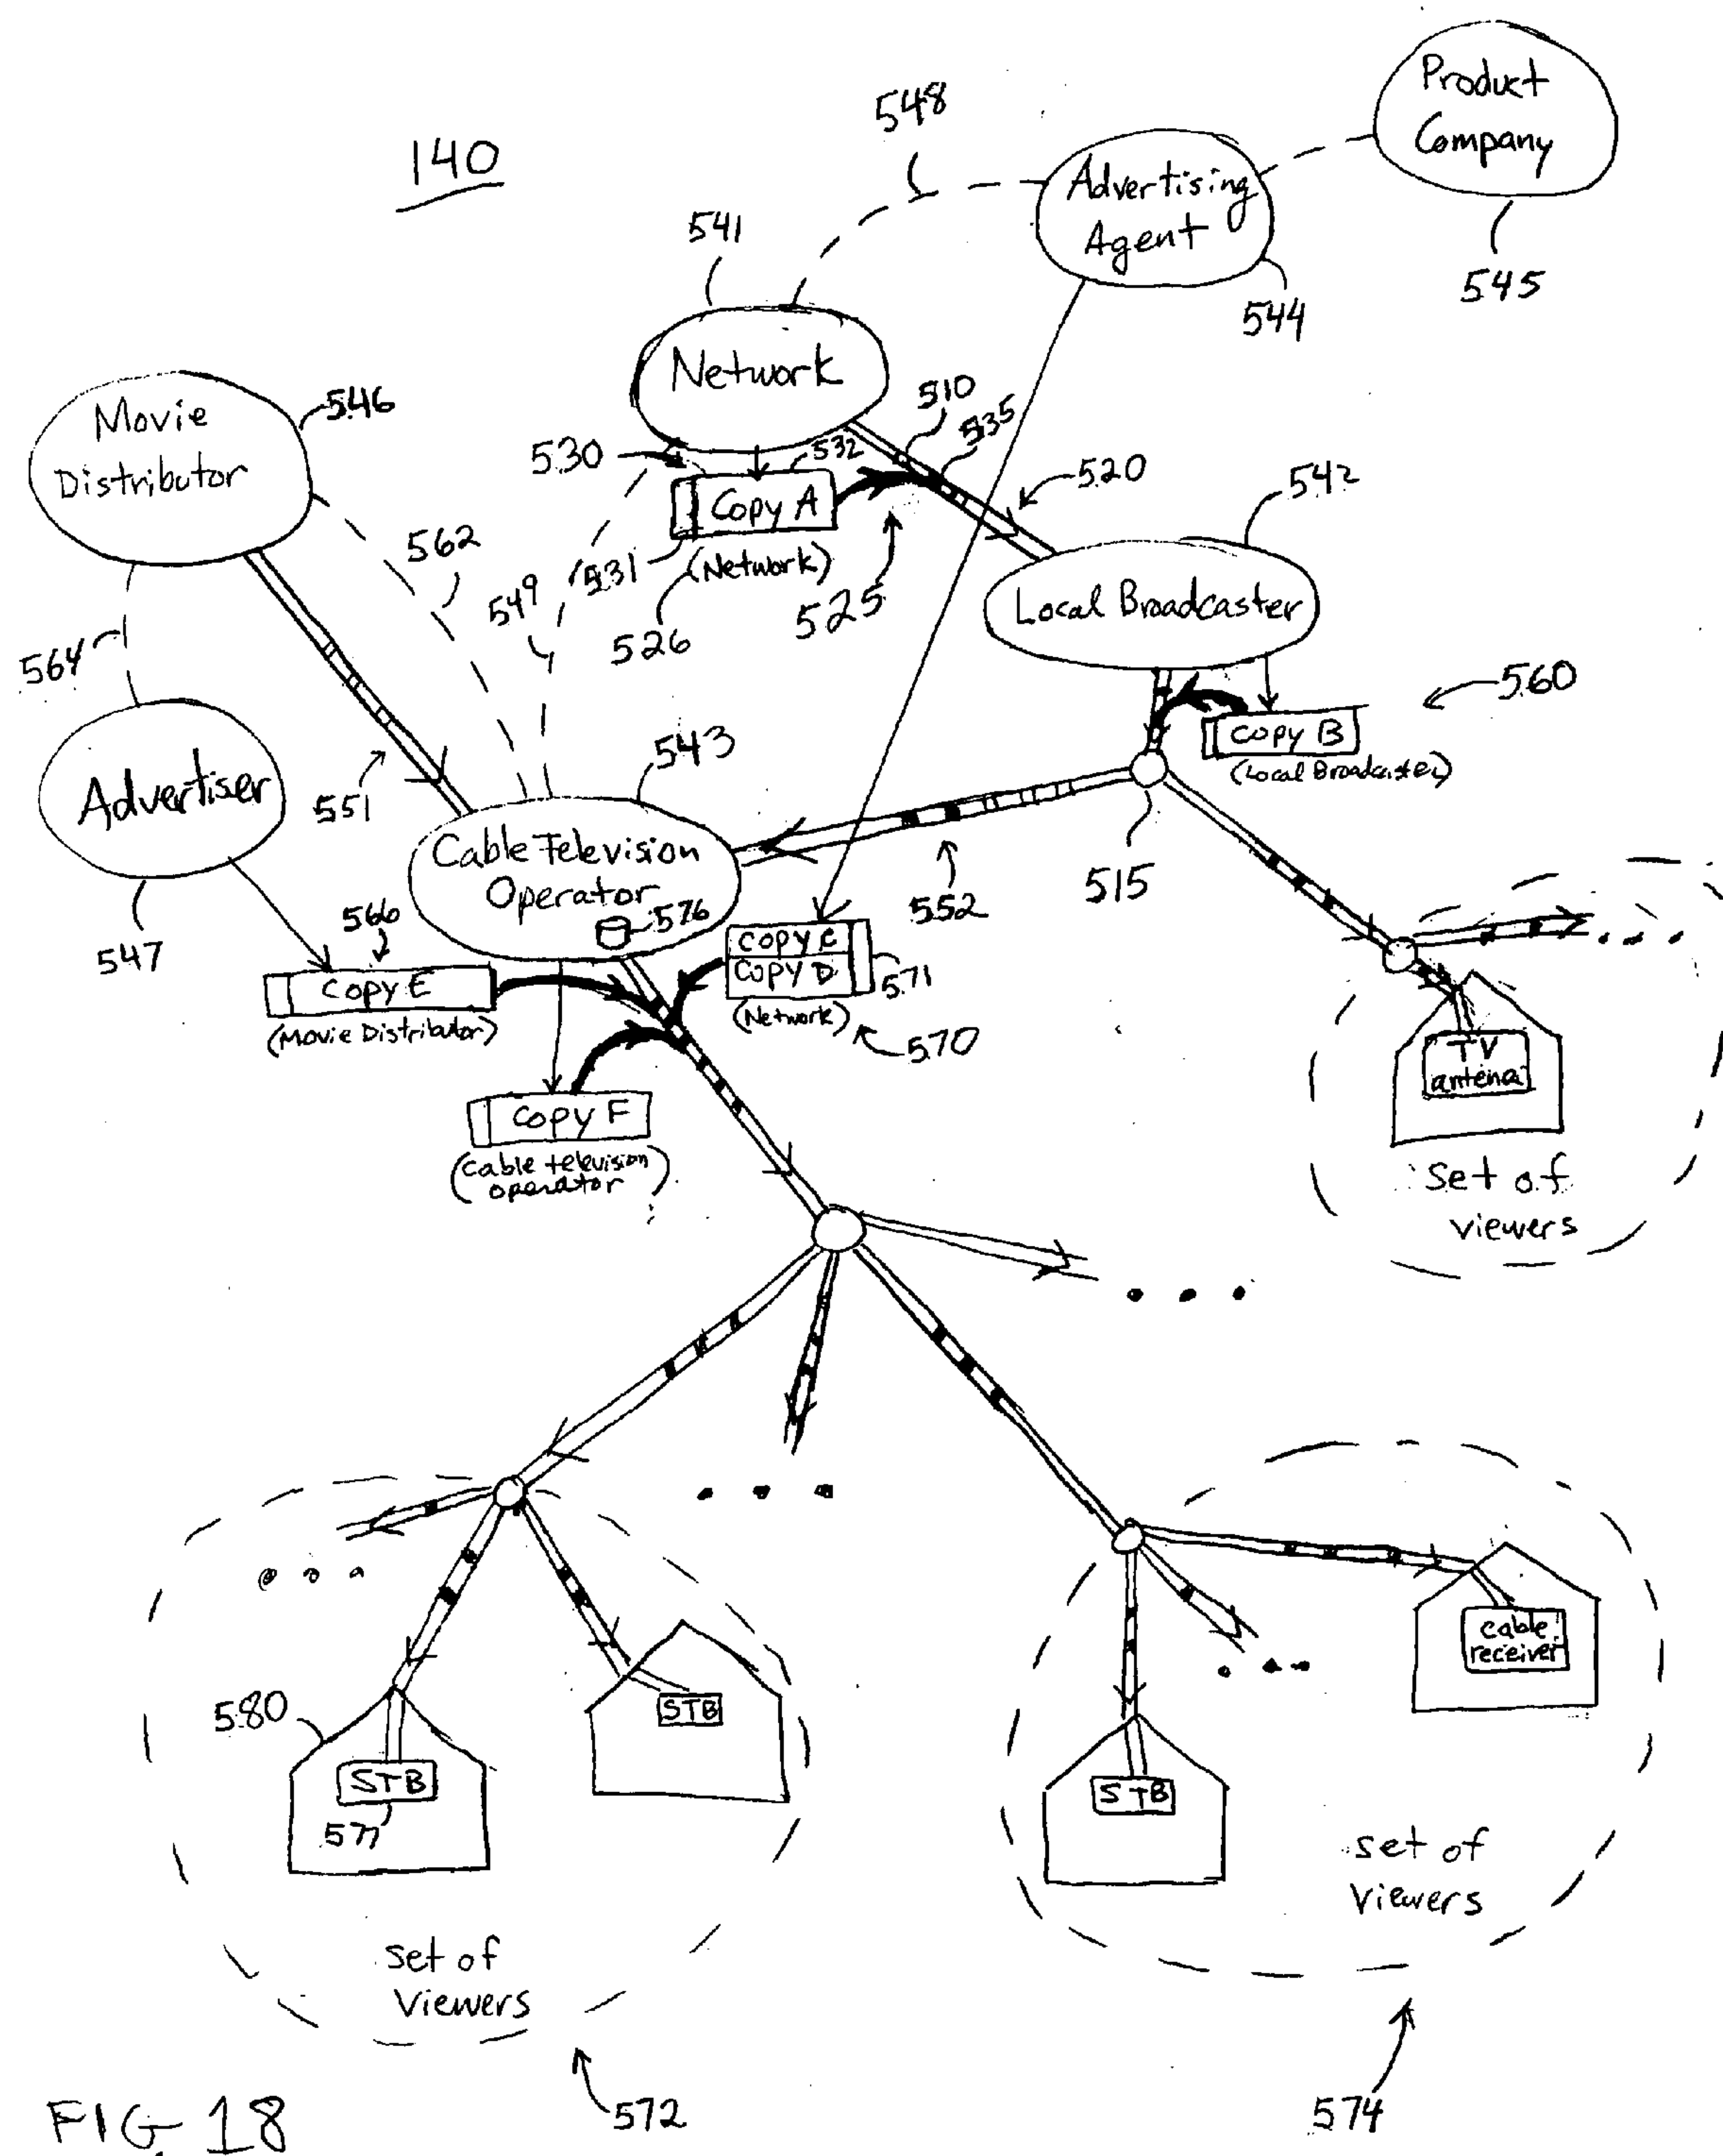 140
548
Product
Company
545
Advertising
Agent
544
541
Network
510
535
520
542
Movie
Distributor
546
530
532
Copy A
(Network)
531
526
525
562
549
564
Local Broadcaster
560
Copy B
(Local Broadcaster)
Advertiser
547
551
543
Cable Television
Operator
576
552
515
566
Copy E
(Movie Distributor)
Copy C
Copy D
571
(Network)
570
Copy F
(Cable television
operator)
TV
antena
set of
viewers
580
STB
577
STB
set of
Viewers
572
STB
cable
receiver
set of
Viewers
574
FIG. 18